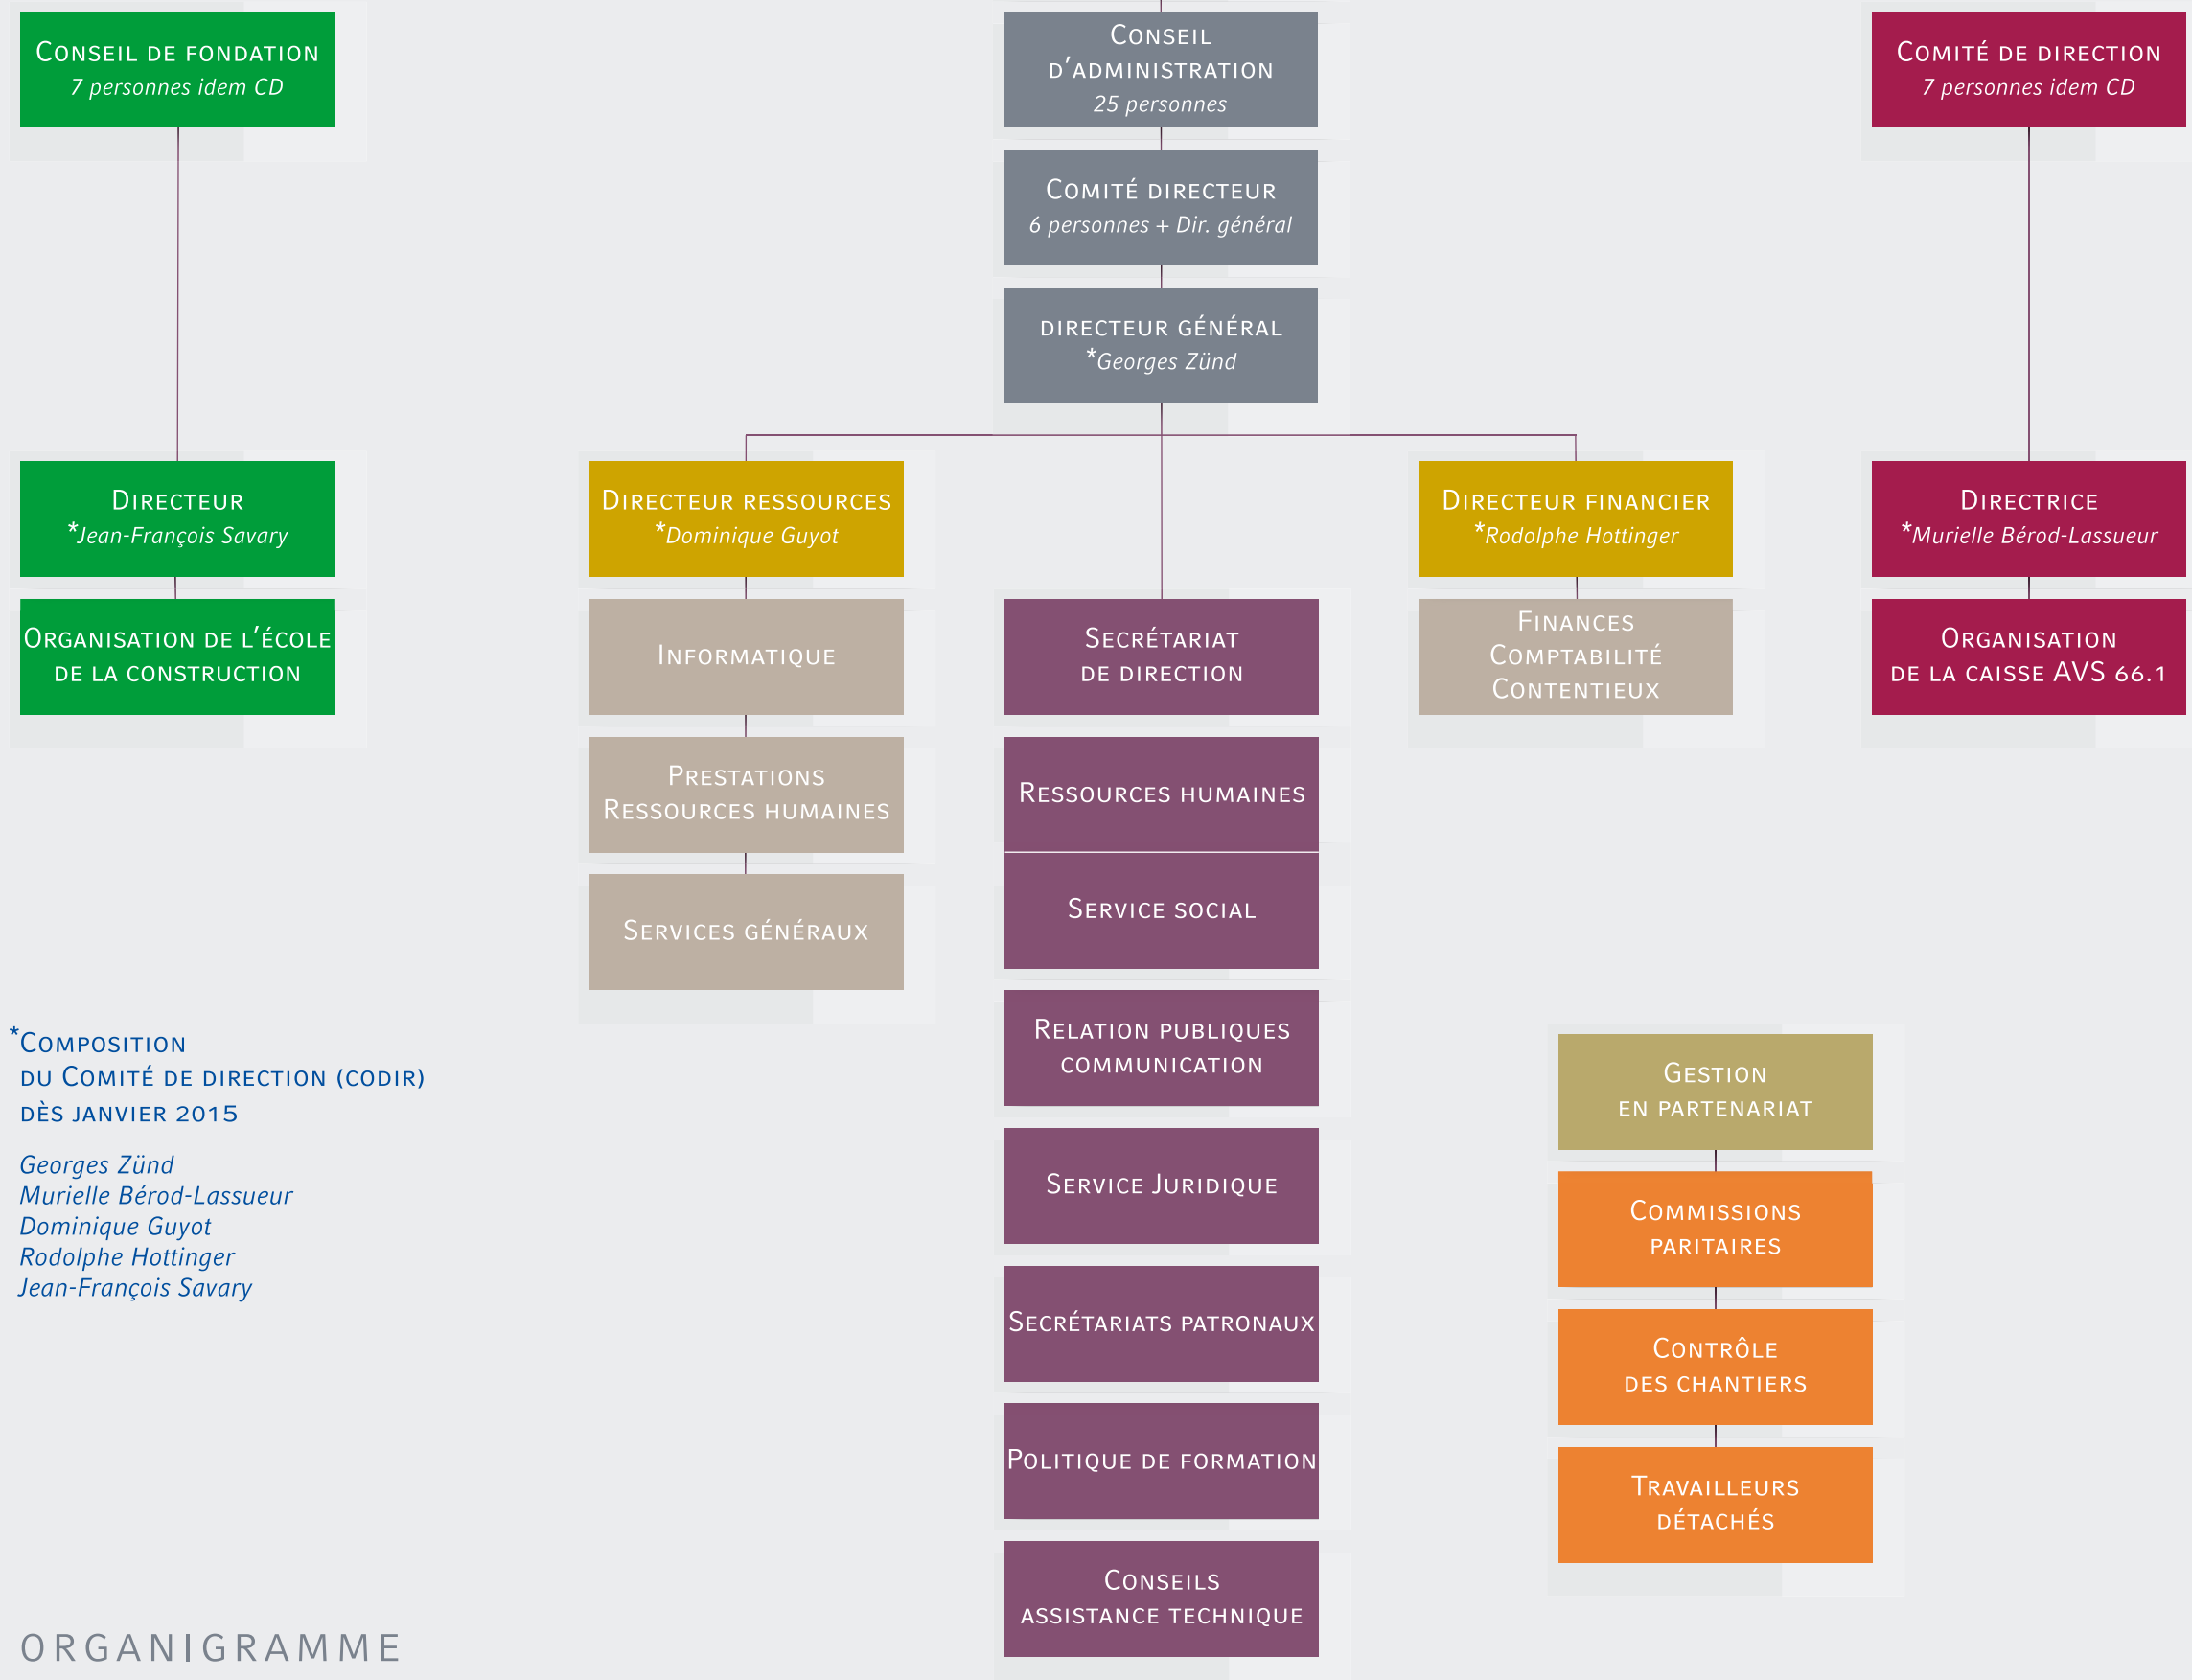 Conseil de fondation
7 personnes idem CD
Conseil
d'administration
25 personnes
Comité de direction
7 personnes idem CD
Comité directeur
6 personnes + Dir. général
directeur général
*Georges Zünd
Directeur
*Jean-François Savary
Directeur ressources
*Dominique Guyot
Directeur financier
*Rodolphe Hottinger
Directrice
*Murielle Bérod-Lassueur
Organisation de l'école
de la construction
Informatique
Secrétariat
de direction
Finances
Comptabilité
Contentieux
Organisation
de la caisse AVS 66.1
Prestations
Ressources humaines
Ressources humaines
Services généraux
Service social
Relation publiques
communication
Service Juridique
Secrétariats patronaux
Politique de formation
Conseils
assistance technique
Gestion
en partenariat
Commissions
paritaires
Contrôle
des chantiers
Travailleurs
détachés
*Composition
du Comité de direction (codir)
dès janvier 2015
Georges Zünd
Murielle Bérod-Lassueur
Dominique Guyot
Rodolphe Hottinger
Jean-François Savary
ORGANIGRAMME